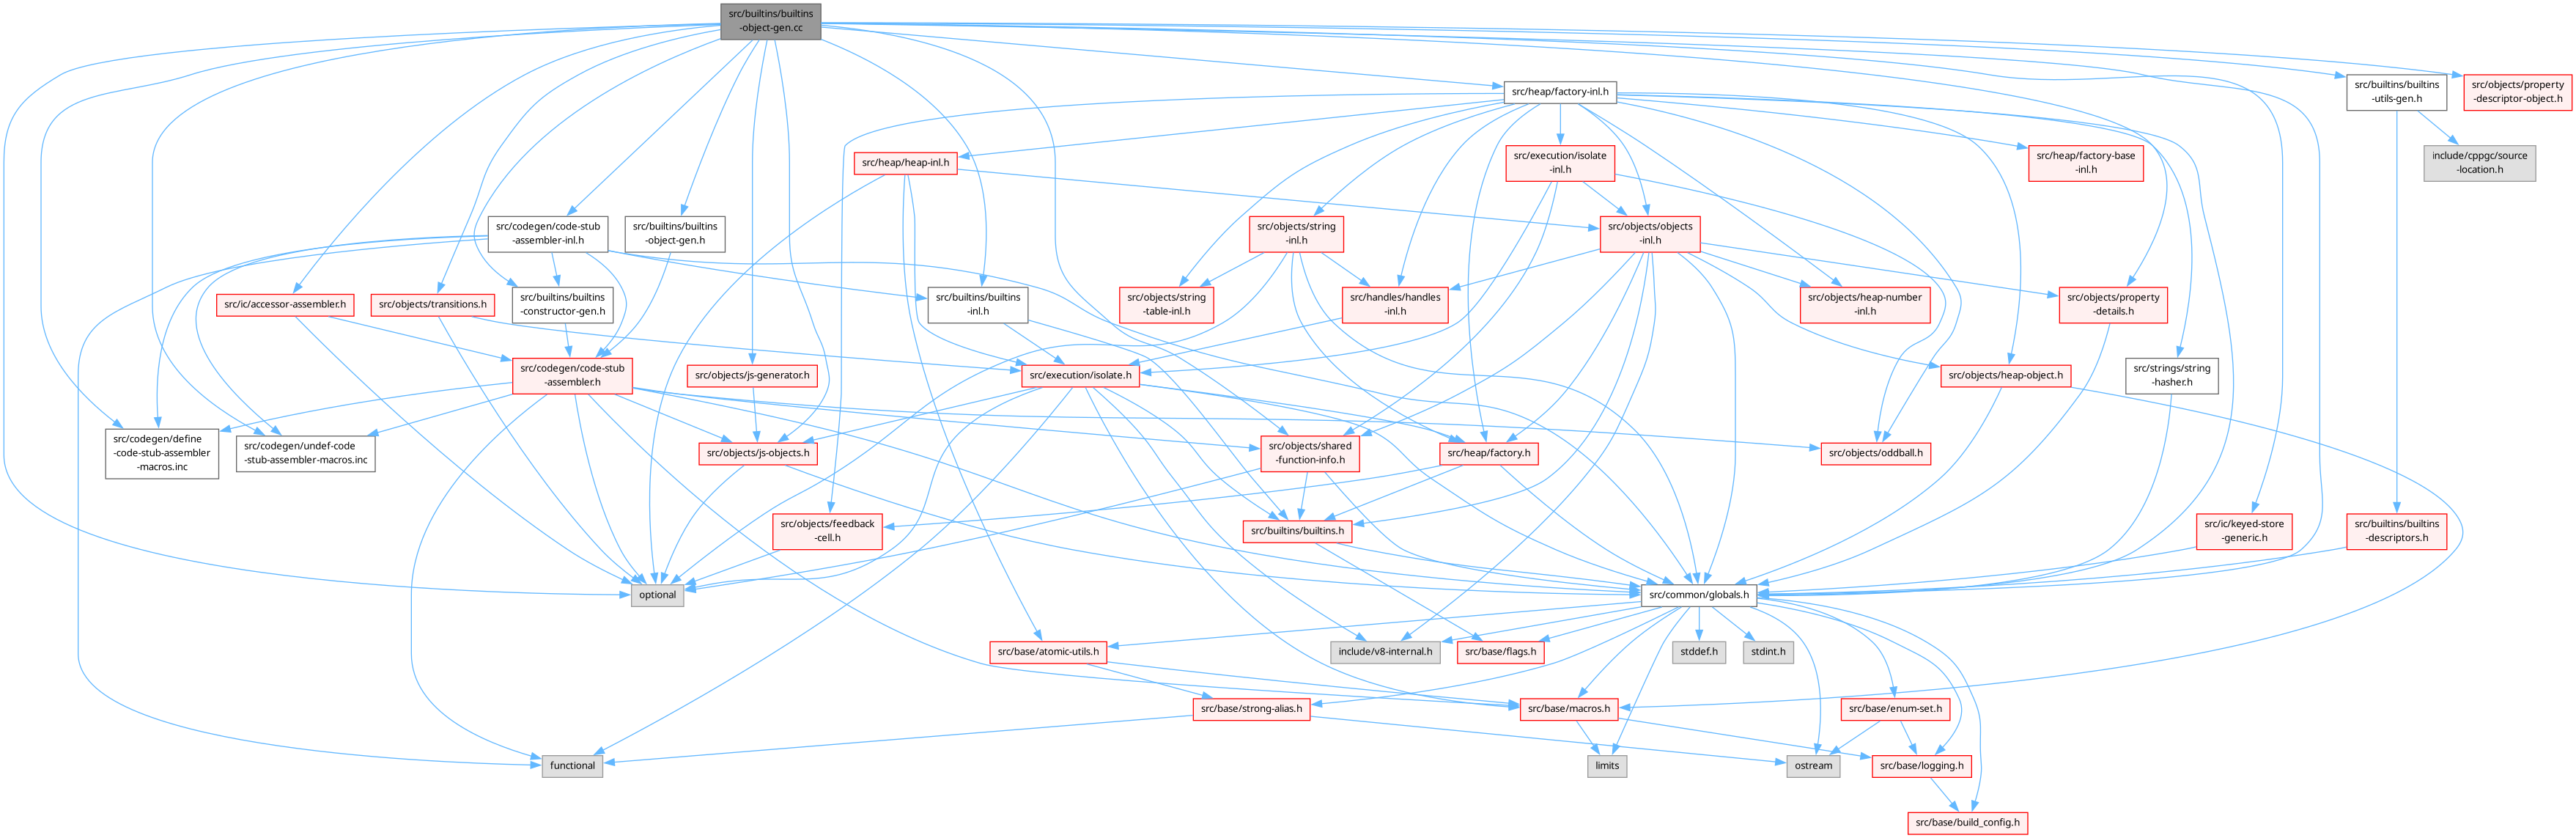 src/builtins/builtins
-object-gen.cc
src/heap/factory-inl.h
src/builtins/builtins
-utils-gen.h
src/objects/property
-descriptor-object.h
src/heap/heap-inl.h
src/execution/isolate
-inl.h
src/heap/factory-base
-inl.h
include/cppgc/source
-location.h
src/codegen/code-stub
-assembler-inl.h
src/builtins/builtins
-object-gen.h
src/objects/string
-inl.h
src/objects/objects
-inl.h
src/ic/accessor-assembler.h
src/objects/transitions.h
src/builtins/builtins
-constructor-gen.h
src/builtins/builtins
-inl.h
src/objects/string
-table-inl.h
src/handles/handles
-inl.h
src/objects/heap-number
-inl.h
src/objects/property
-details.h
src/codegen/code-stub
-assembler.h
src/objects/js-generator.h
src/execution/isolate.h
src/objects/heap-object.h
src/strings/string
-hasher.h
src/codegen/define
-code-stub-assembler
-macros.inc
src/codegen/undef-code
-stub-assembler-macros.inc
src/objects/js-objects.h
src/objects/shared
-function-info.h
src/heap/factory.h
src/objects/oddball.h
src/objects/feedback
-cell.h
src/builtins/builtins.h
src/ic/keyed-store
-generic.h
src/builtins/builtins
-descriptors.h
optional
src/common/globals.h
src/base/atomic-utils.h
include/v8-internal.h
src/base/flags.h
stddef.h
stdint.h
src/base/strong-alias.h
src/base/macros.h
src/base/enum-set.h
functional
limits
ostream
src/base/logging.h
src/base/build_config.h